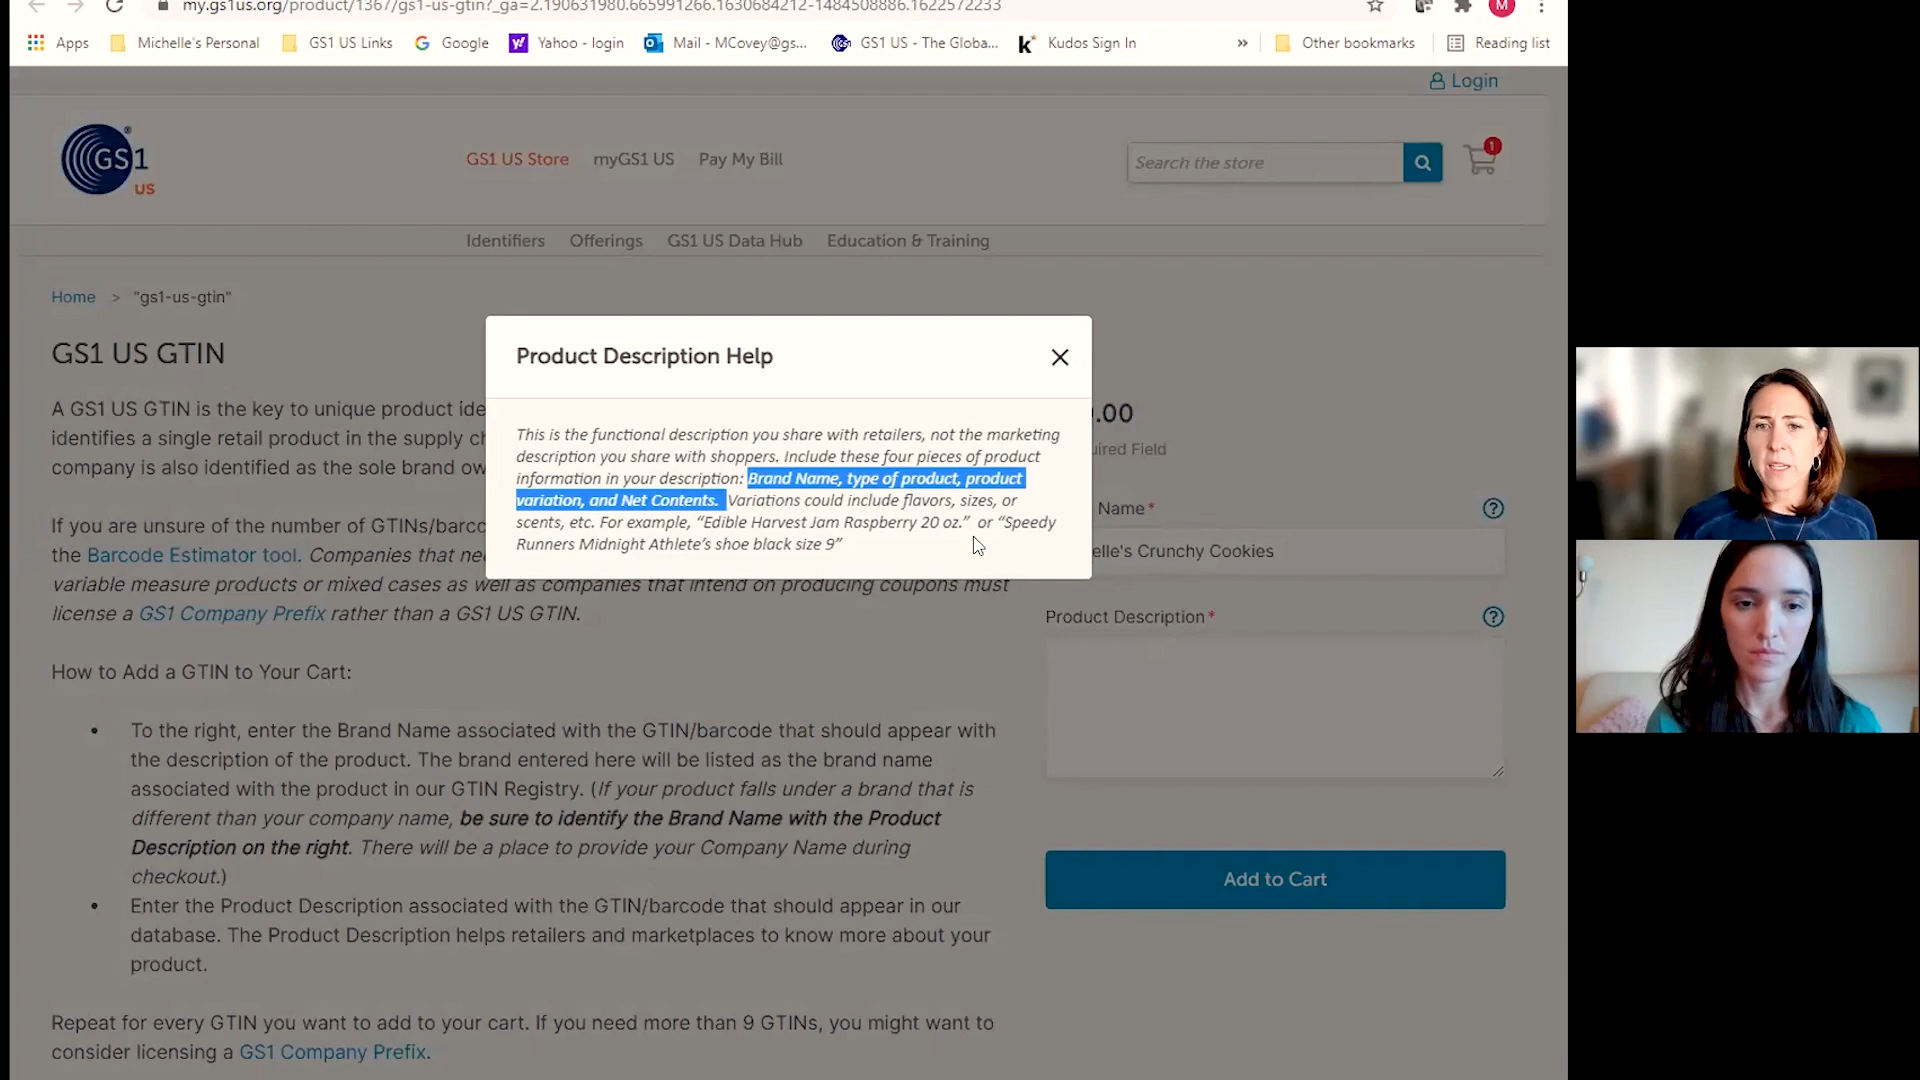 my.gs1us.org/product/1367/gs1-us-gtin?_ga=2.190631980.665991266.1630684212-1484508886.1622572233
M
Apps Michelle's Personal GS1 US Links Google Yahoo - login Mail - MCovey@gs... GS1 US - The Globa... Kudos Sign In » Other bookmarks Reading list
Login
GS1 US
GS1 US Store myGS1 US Pay My Bill
Search the store
1
Identifiers Offerings GS1 US Data Hub Education & Training
Home > "gs1-us-gtin"
GS1 US GTIN
A GS1 US GTIN is the key to unique product ide
identifies a single retail product in the supply ch
company is also identified as the sole brand ow
If you are unsure of the number of GTINs/barco
the Barcode Estimator tool. Companies that ne
variable measure products or mixed cases as well as companies that intend on producing coupons must
license a GS1 Company Prefix rather than a GS1 US GTIN.
How to Add a GTIN to Your Cart:
• To the right, enter the Brand Name associated with the GTIN/barcode that should appear with
the description of the product. The brand entered here will be listed as the brand name
associated with the product in our GTIN Registry. (If your product falls under a brand that is
different than your company name, be sure to identify the Brand Name with the Product
Description on the right. There will be a place to provide your Company Name during
checkout.)
• Enter the Product Description associated with the GTIN/barcode that should appear in our
database. The Product Description helps retailers and marketplaces to know more about your
product.
Repeat for every GTIN you want to add to your cart. If you need more than 9 GTINs, you might want to
consider licensing a GS1 Company Prefix.
Product Description Help
This is the functional description you share with retailers, not the marketing
description you share with shoppers. Include these four pieces of product
information in your description: Brand Name, type of product, product
variation, and Net Contents. Variations could include flavors, sizes, or
scents, etc. For example, “Edible Harvest Jam Raspberry 20 oz.” or “Speedy
Runners Midnight Athlete’s shoe black size 9”
.00
uired Field
Name*
elle's Crunchy Cookies
Product Description*
Add to Cart